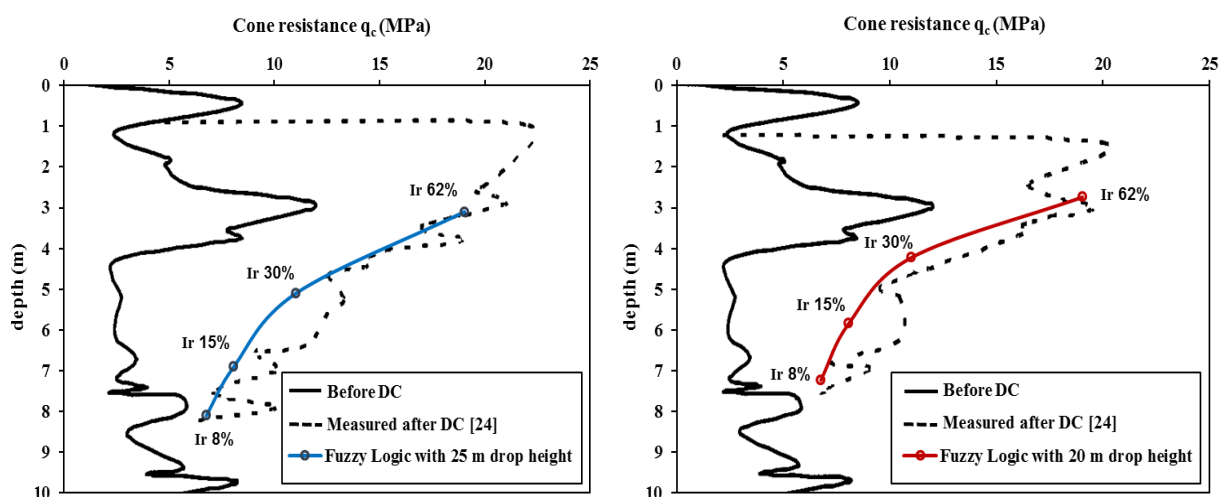 Cone resistance qc (MPa)
0 5 10 15 20 25
0
1
2
3
4
5
6
7
8
9
10
depth (m)
Ir 62%
Ir 30%
Ir 15%
Ir 8%
Before DC
Measured after DC [24]
Fuzzy Logic with 25 m drop height
Cone resistance qc (MPa)
0 5 10 15 20 25
0
1
2
3
4
5
6
7
8
9
10
depth (m)
Ir 62%
Ir 30%
Ir 15%
Ir 8%
Before DC
Measured after DC [24]
Fuzzy Logic with 20 m drop height